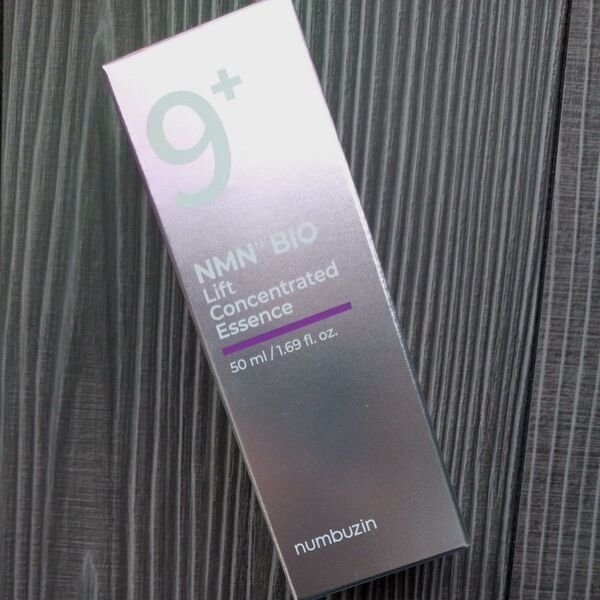 9+
NMN BIO
Lift
Concentrated
Essence
50 ml / 1.69 fl. oz.
numbuzin